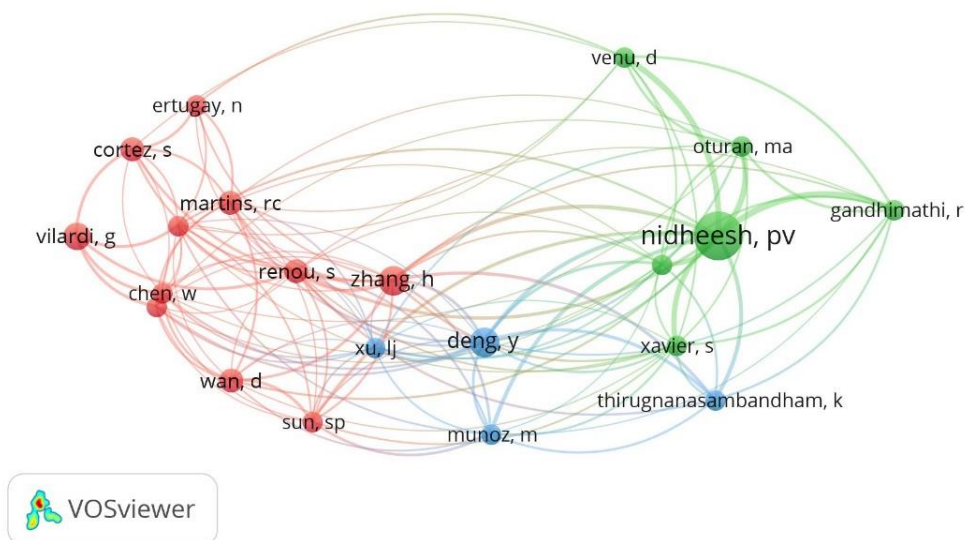 venu, d
ertugay, n
cortez, s
oturan, ma
martins, rc
gandhimathi, r
vilardi, g
nidheesh, pv
renou, s
zhang, h
chen, w
deng, y
xu, lj
xavier, s
wan, d
thirugnanasambandham, k
sun, sp
munoz, m
VOSviewer